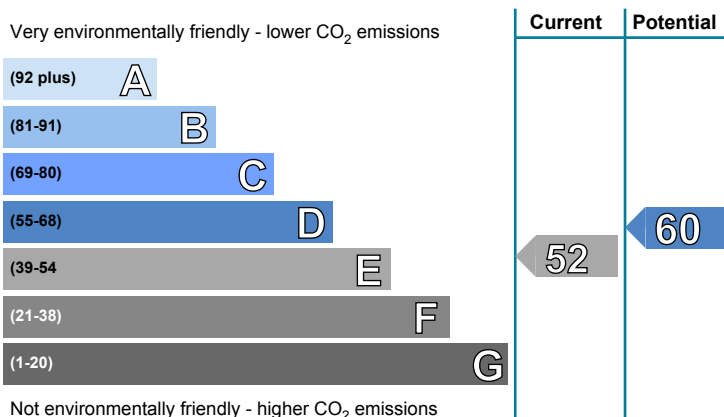 Current Potential
Very environmentally friendly - lower CO2 emissions
(92 plus) A
(81-91) B
(69-80) C
(55-68) D
60
(39-54 E
52
(21-38) F
(1-20) G
Not environmentally friendly - higher CO2 emissions